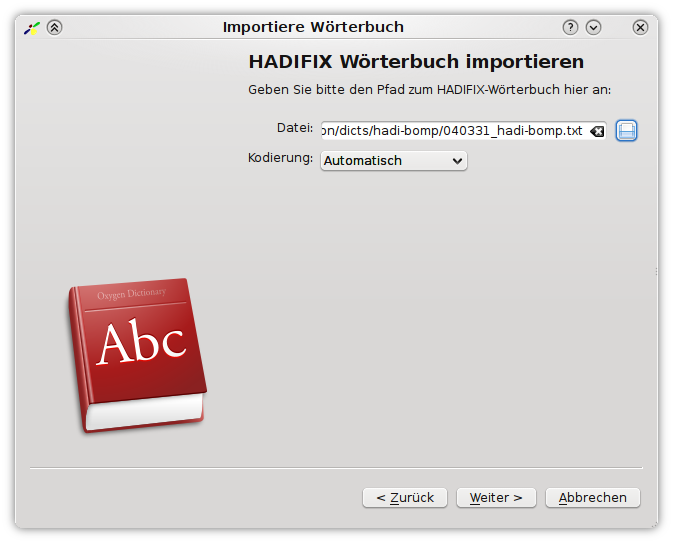 Importiere Wörterbuch
HADIFIX Wörterbuch importieren
Geben Sie bitte den Pfad zum HADIFIX-Wörterbuch hier an:
Datei: on/dicts/hadi-bomp/040331_hadi-bomp.txt
Kodierung: Automatisch
Oxygen Dictionary
Abc
< Zurück Weiter > Abbrechen